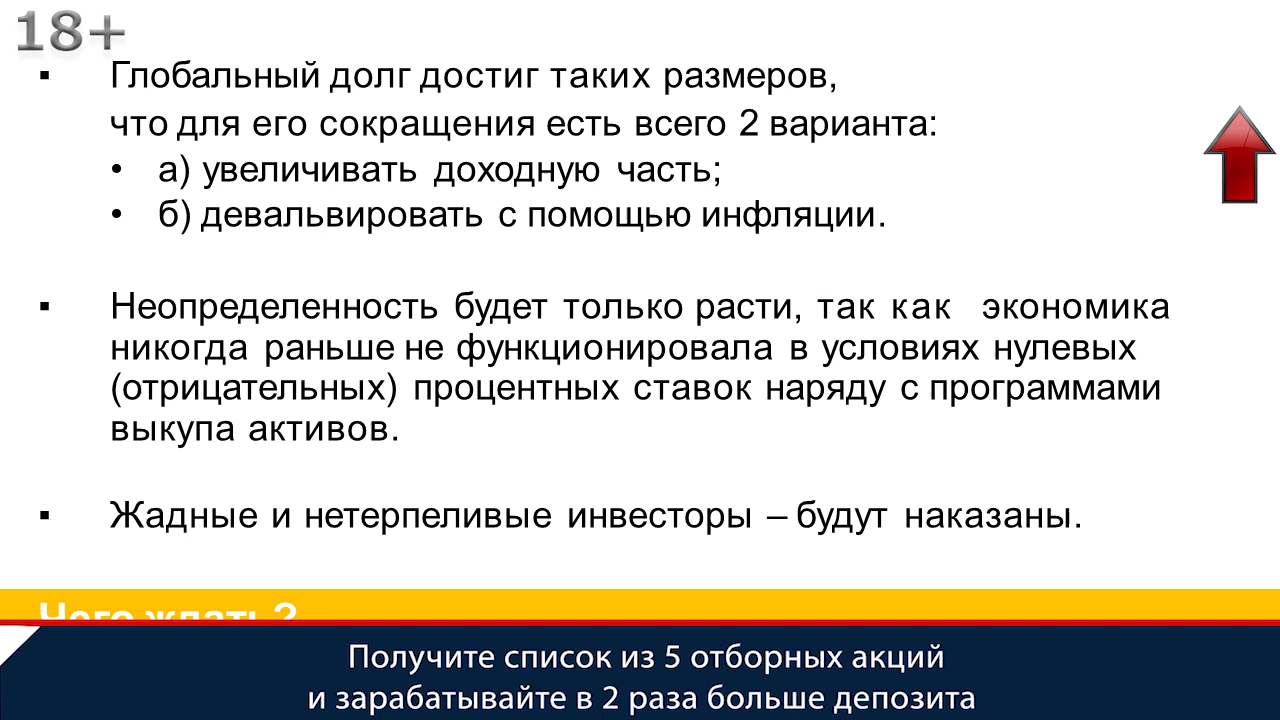 18+
▪ Глобальный долг достиг таких размеров,
что для его сокращения есть всего 2 варианта:
• а) увеличивать доходную часть;
• б) девальвировать с помощью инфляции.
▪ Неопределенность будет только расти, так как экономика
никогда раньше не функционировала в условиях нулевых
(отрицательных) процентных ставок наряду с программами
выкупа активов.
▪ Жадные и нетерпеливые инвесторы – будут наказаны.
Чего ждать?
Получите список из 5 отборных акций
и зарабатывайте в 2 раза больше депозита